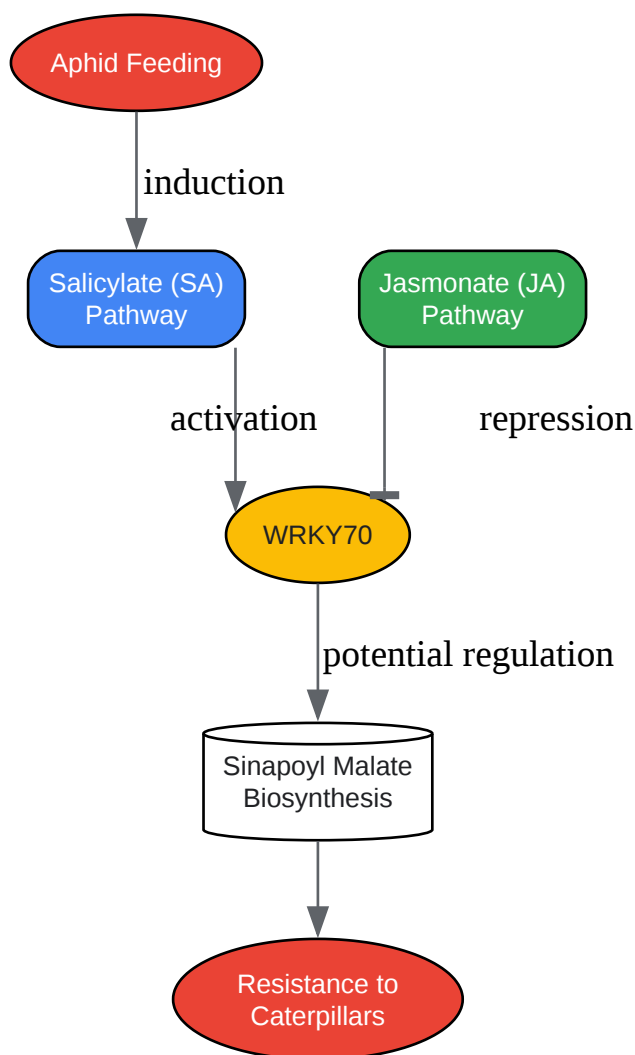 Aphid Feeding
induction
Salicylate (SA)
Pathway
Jasmonate (JA)
Pathway
activation
repression
WRKY70
potential regulation
Sinapoyl Malate
Biosynthesis
Resistance to
Caterpillars